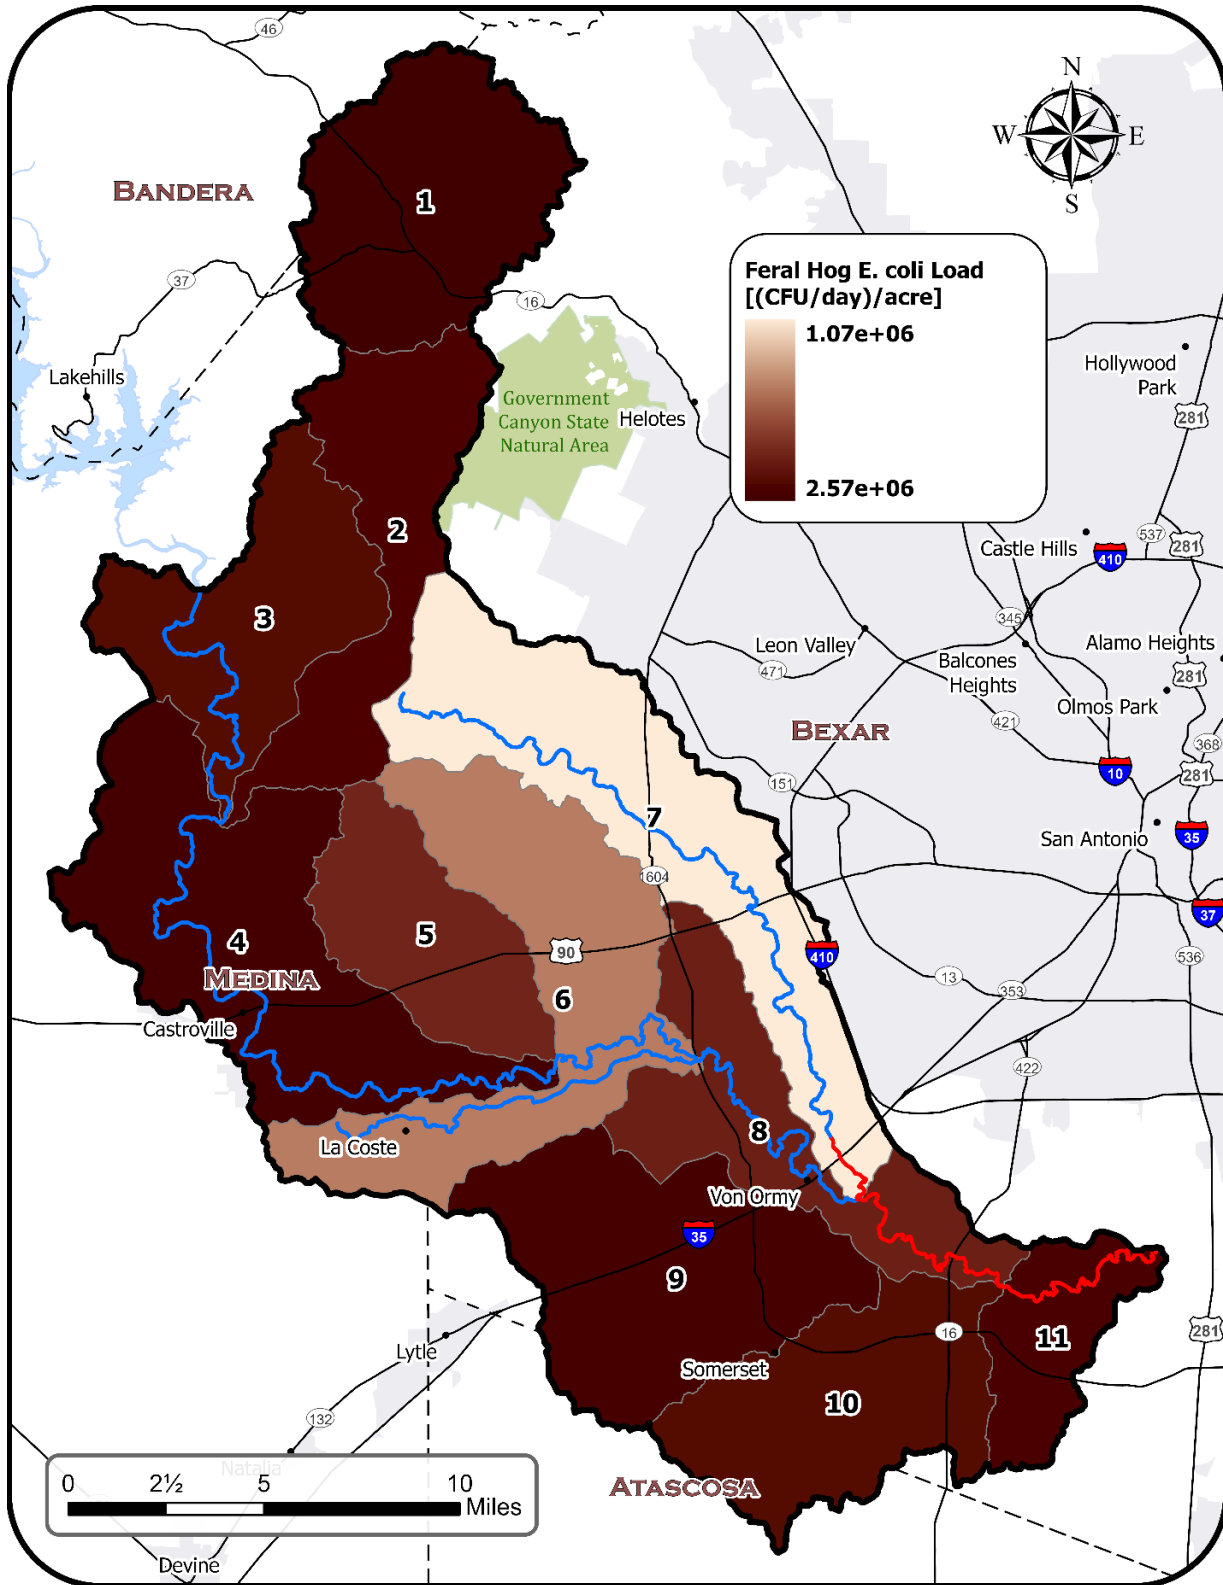 46
N
W
E
S
BANDERA
1
37
16
Feral Hog E. coli Load
[(CFU/day)/acre]
1.07e+06
2.57e+06
Lakehills
Government
Canyon State
Natural Area
Helotes
Hollywood
Park
281
2
Castle Hills
537
281
410
3
345
Leon Valley
471
Balcones
Heights
Alamo Heights
281
Olmos Park
421
BEXAR
368
10
281
151
7
San Antonio
35
1604
37
5
4
90
410
536
MEDINA
13
353
6
Castroville
422
La Coste
8
Von Ormy
35
9
11
16
281
Lytle
Somerset
10
132
Natalia
ATASCOSA
0
2½
5
10
Miles
Devine